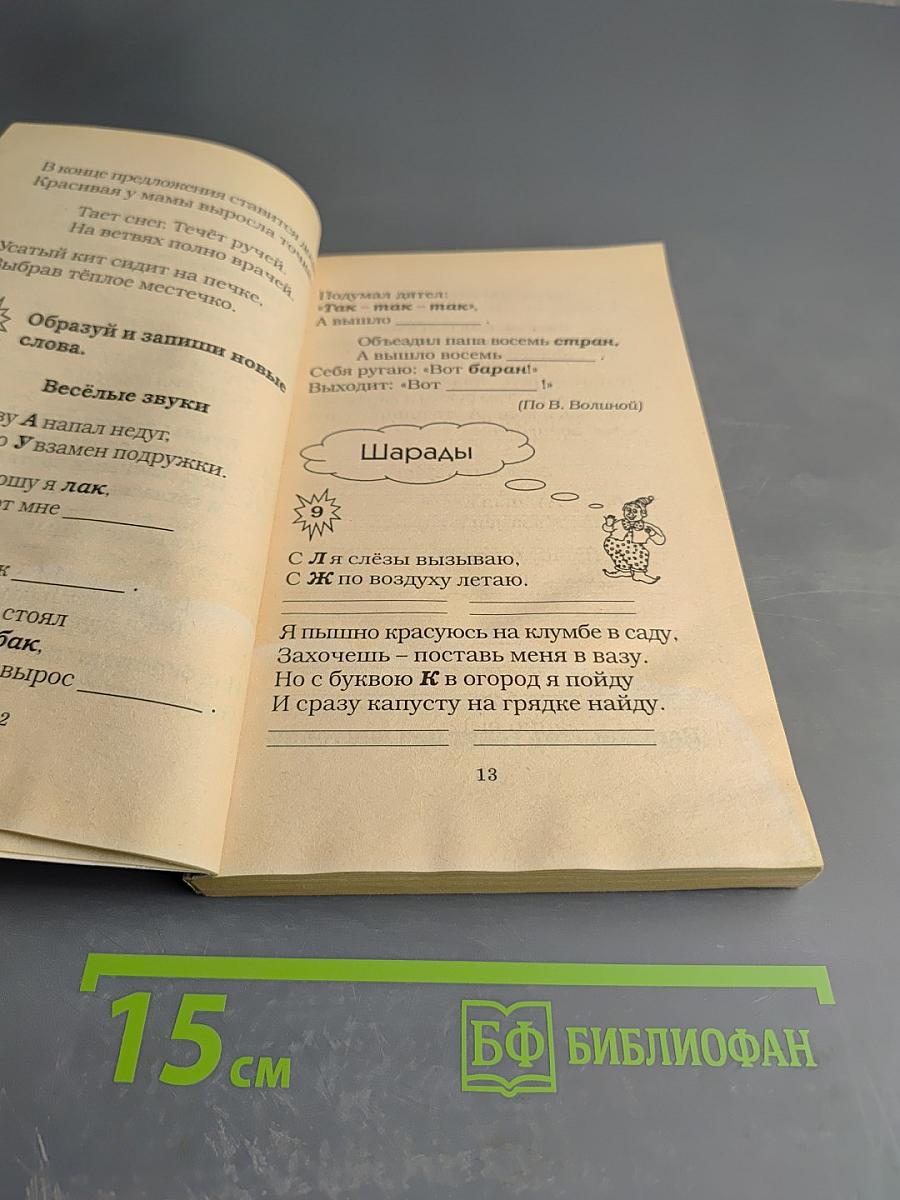 В конце предложения ставится
Красивая у мамы выросла
Тает снег. Течёт ручей.
На ветвях полно врачей.
Усатый кит сидит на печке,
Выбрав тёплое местечко.
Образуй и запиши новые
слова.
Весёлые звуки
ву А напал недуг,
о У взамен подружки.
ошу я лак,
от мне
к .
стоял
бак,
вырос .
2
Подумал дятел:
«Так – так – так»,
А вышло .
Объездил папа восемь стран,
А вышло восемь .
Себя ругаю: «Вот баран!»
Выходит: «Вот !»
(По В. Волиной)
Шарады
9
С Л я слёзы вызываю,
С Ж по воздуху летаю.
Я пышно красуюсь на клумбе в саду,
Захочешь – поставь меня в вазу.
Но с буквою К в огород я пойду
И сразу капусту на грядке найду.
13
15 см
БФ БИБЛИОФАН